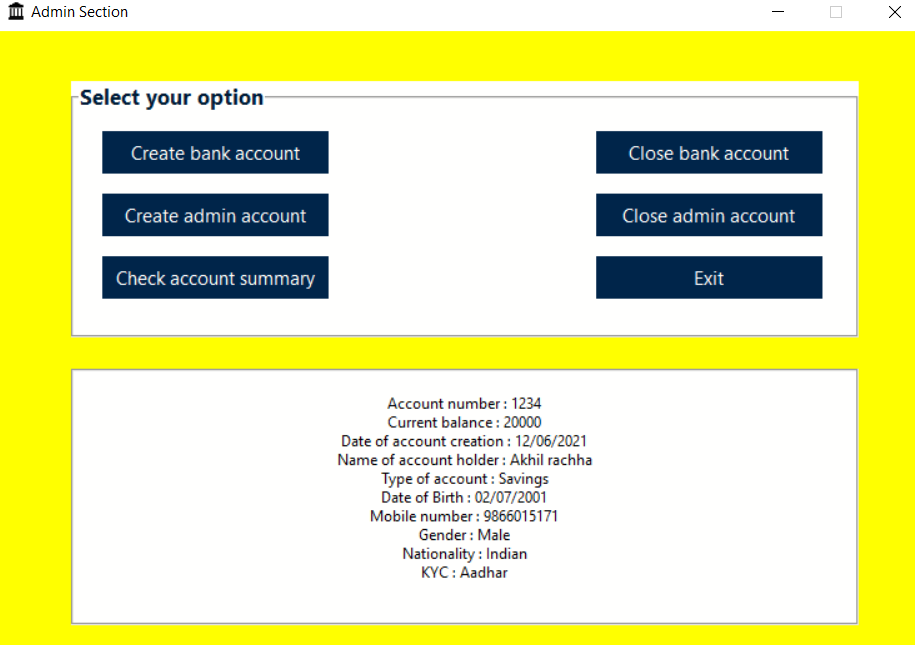 Admin Section
Select your option
Create bank account
Close bank account
Create admin account
Close admin account
Check account summary
Exit
Account number : 1234
Current balance : 20000
Date of account creation : 12/06/2021
Name of account holder : Akhil rachha
Type of account : Savings
Date of Birth : 02/07/2001
Mobile number : 9866015171
Gender : Male
Nationality : Indian
KYC : Aadhar